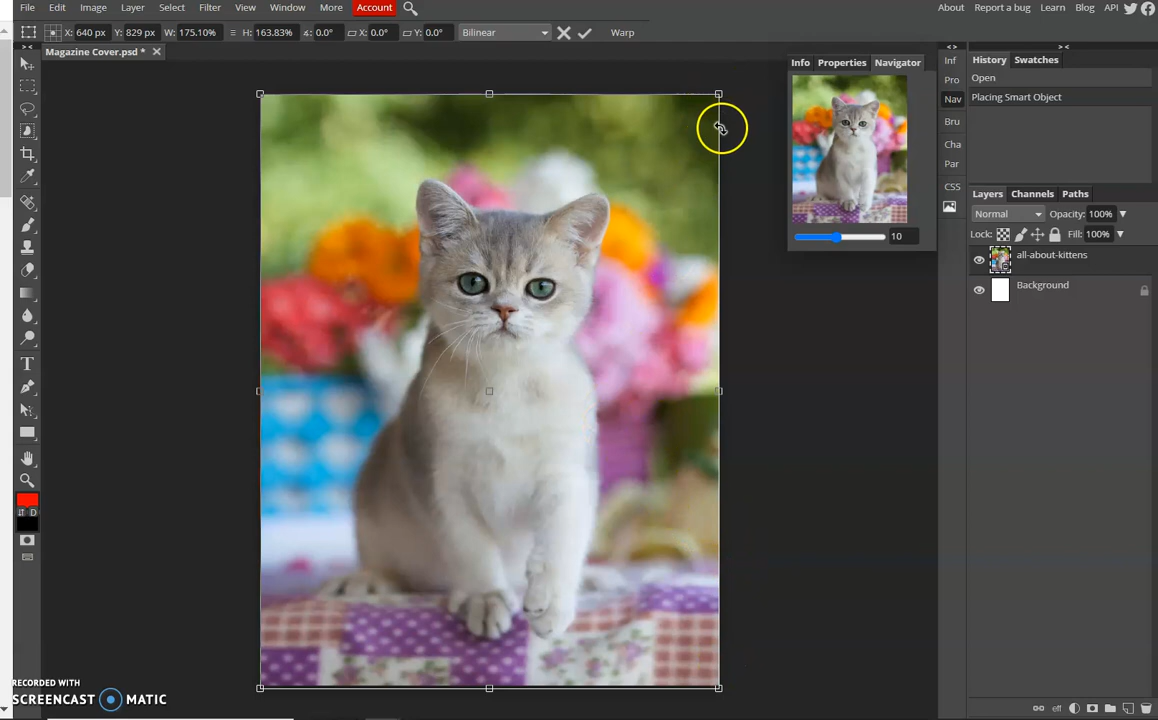 File Edit Image Layer Select Filter View Window More Account About Report a bug Learn Blog API
X: 640 px Y: 829 px W: 175.10% H: 163.83% 0.0° X: 0.0° Y: 0.0° Bilinear Warp
Magazine Cover.psd *
Info Properties Navigator
10
Inf
Pro
Nav
Bru
Cha
Par
CSS
History Swatches
Open
Placing Smart Object
Layers Channels Paths
Normal Opacity: 100%
Lock: Fill: 100%
all-about-kittens
Background
T
D
RECORDED WITH
SCREENCAST MATIC
eff